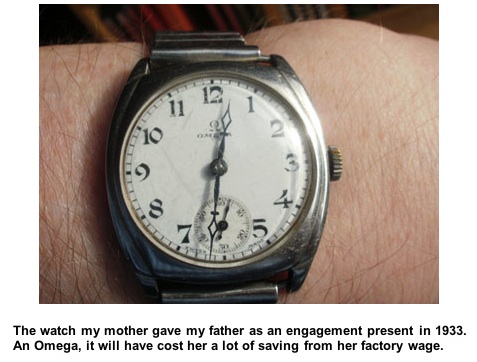 12
11
1
10
2
9
3
8
7
5
Ω
OMEGA
The watch my mother gave my father as an engagement present in 1933.
An Omega, it will have cost her a lot of saving from her factory wage.